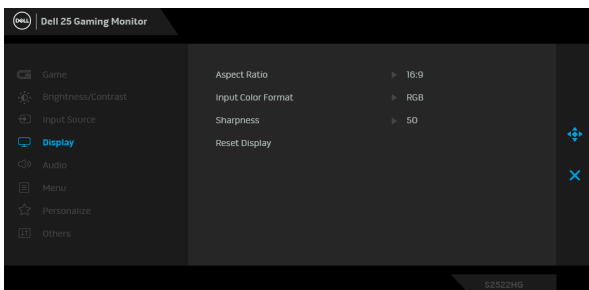 DELL Dell 25 Gaming Monitor
Game
Brightness/Contrast
Input Source
Display
Audio
Menu
Personalize
Others
Aspect Ratio 16:9
Input Color Format RGB
Sharpness 50
Reset Display
S2522HG